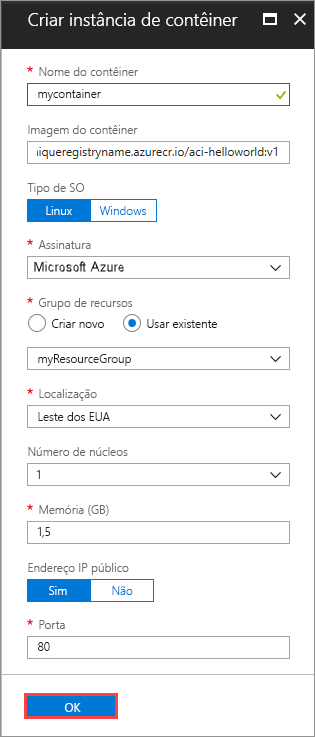 Criar instância de contêiner
* Nome do contêiner
mycontainer
Imagem do contêiner
iqueregistryname.azurecr.io/aci-helloworld:v1
Tipo de SO
Linux Windows
* Assinatura
Microsoft Azure
* Grupo de recursos
Criar novo Usar existente
myResourceGroup
* Localização
Leste dos EUA
Número de núcleos
1
* Memória (GB)
1,5
Endereço IP público
Sim Não
* Porta
80
OK